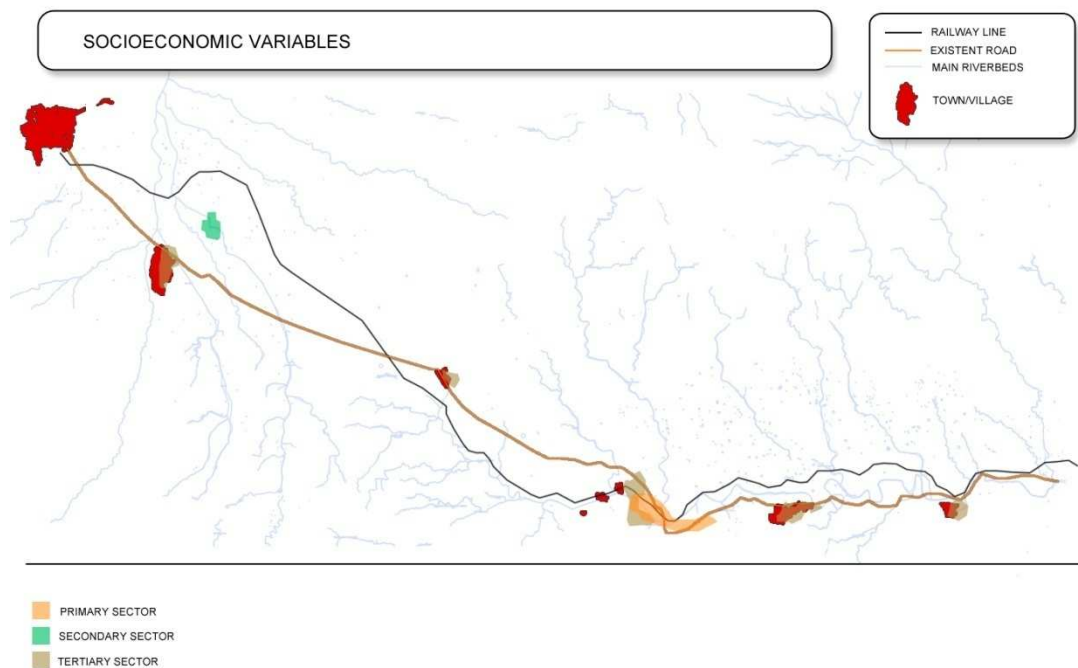 SOCIOECONOMIC VARIABLES
RAILWAY LINE
EXISTENT ROAD
MAIN RIVERBEDS
TOWN/VILLAGE
PRIMARY SECTOR
SECONDARY SECTOR
TERTIARY SECTOR